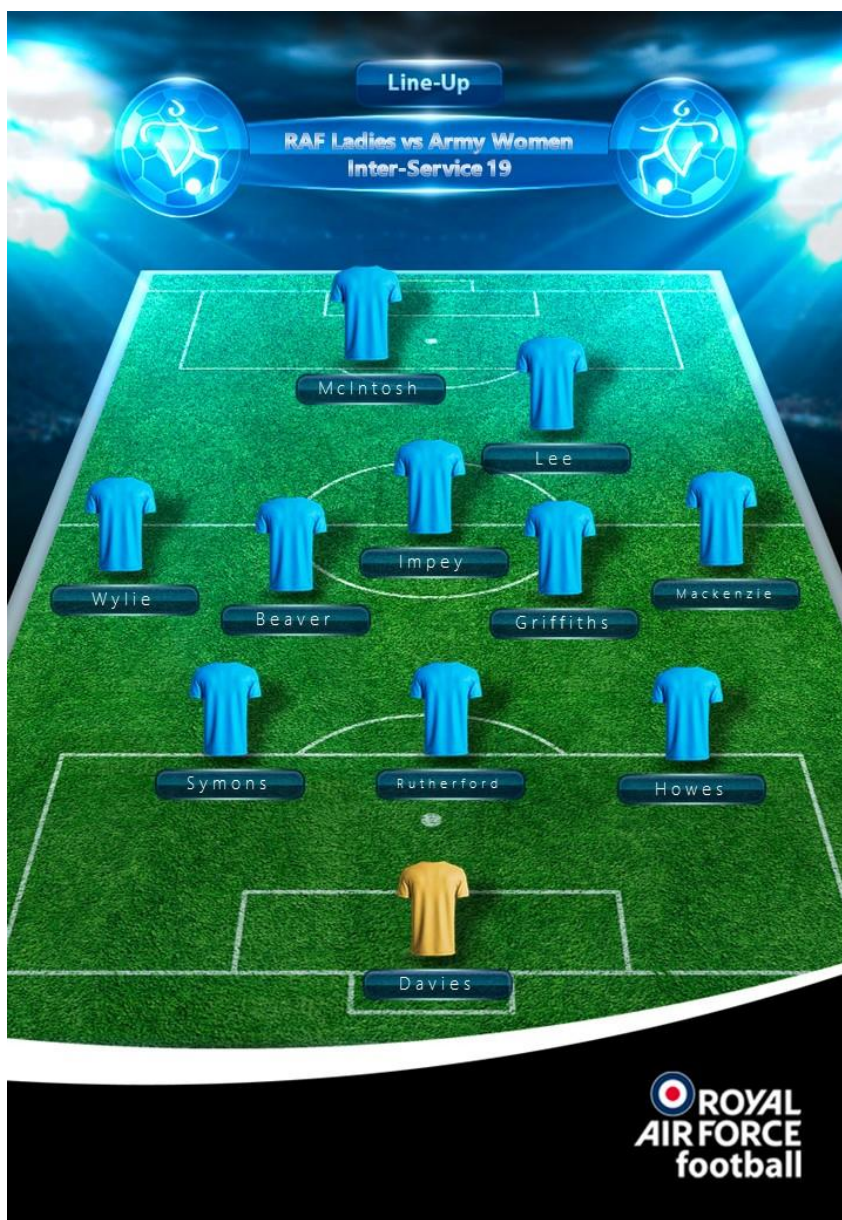 Line-Up
RAF Ladies vs Army Women
Inter-Service 19
McIntosh
Lee
Impey
Wylie
Mackenzie
Beaver
Griffiths
Symons
Rutherford
Howes
Davies
ROYAL
AIR FORCE
football